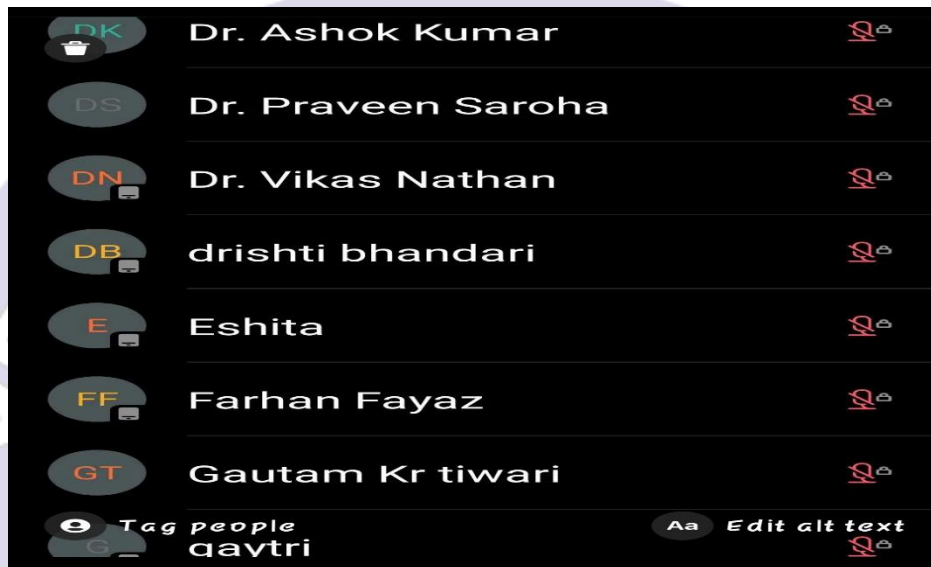 DK Dr. Ashok Kumar
DS Dr. Praveen Saroha
DN Dr. Vikas Nathan
DB drishti bhandari
E Eshita
FF Farhan Fayaz
GT Gautam Kr tiwari
Tag people Aa Edit alt text
G gaytri